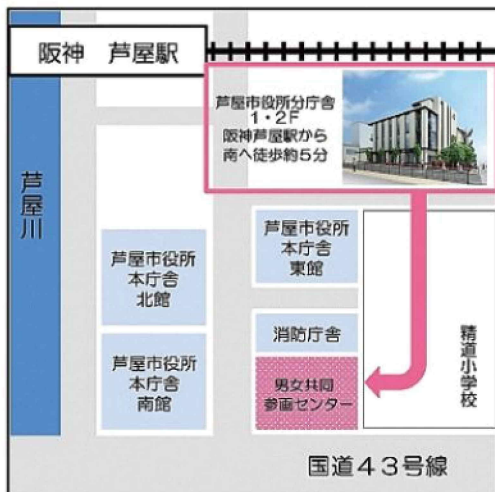 阪神　芦屋駅
芦屋市役所分庁舎
1・2F
阪神芦屋駅から
南へ徒歩約5分
芦屋川
芦屋市役所
本庁舎
東館
芦屋市役所
本庁舎
北館
消防庁舎
芦屋市役所
本庁舎
南館
男女共同
参画センター
精道小学校
国道43号線